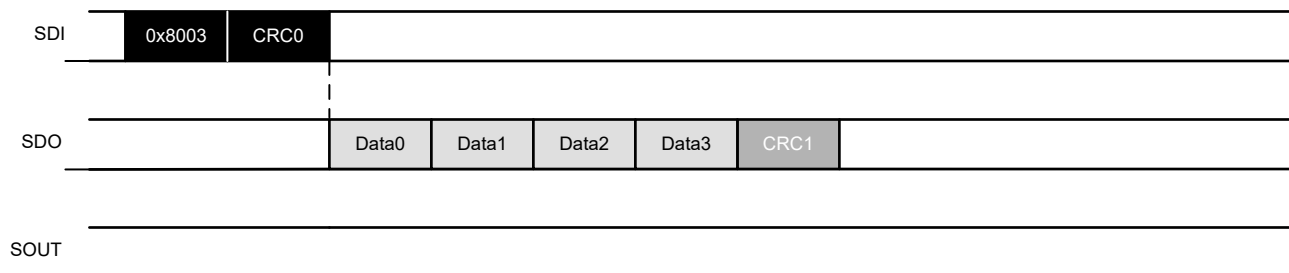 SDI 0x8003 CRC0
SDO Data0 Data1 Data2 Data3 CRC1
SOUT